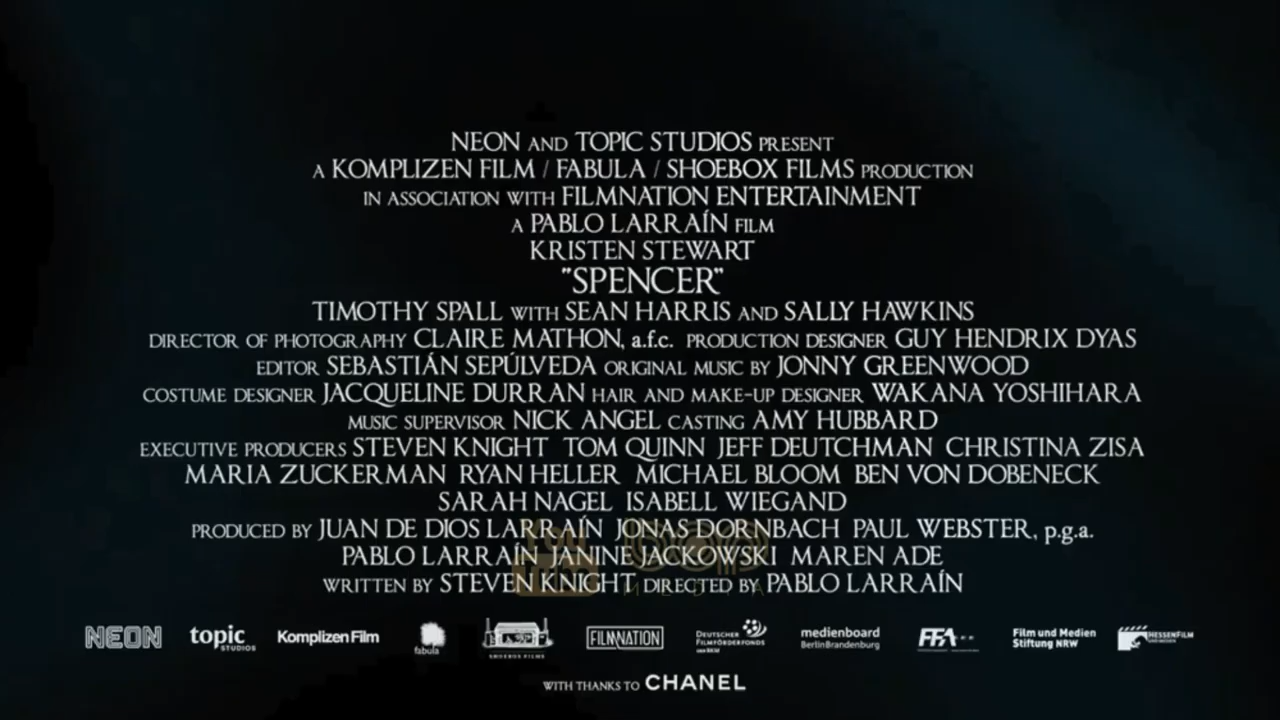 NEON AND TOPIC STUDIOS PRESENT
A KOMPLIZEN FILM / FABULA / SHOEBOX FILMS PRODUCTION
IN ASSOCIATION WITH FILMNATION ENTERTAINMENT
A PABLO LARRAÍN FILM
KRISTEN STEWART
"SPENCER"
TIMOTHY SPALL WITH SEAN HARRIS AND SALLY HAWKINS
DIRECTOR OF PHOTOGRAPHY CLAIRE MATHON, a.f.c. PRODUCTION DESIGNER GUY HENDRIX DYAS
EDITOR SEBASTIÁN SEPÚLVEDA ORIGINAL MUSIC BY JONNY GREENWOOD
COSTUME DESIGNER JACQUELINE DURRAN HAIR AND MAKE-UP DESIGNER WAKANA YOSHIHARA
MUSIC SUPERVISOR NICK ANGEL CASTING AMY HUBBARD
EXECUTIVE PRODUCERS STEVEN KNIGHT TOM QUINN JEFF DEUTCHMAN CHRISTINA ZISA
MARIA ZUCKERMAN RYAN HELLER MICHAEL BLOOM BEN VON DOBENECK
SARAH NAGEL ISABELL WIEGAND
PRODUCED BY JUAN DE DIOS LARRAÍN JONAS DORNBACH PAUL WEBSTER, p.g.a.
PABLO LARRAÍN JANINE JACKOWSKI MAREN ADE
WRITTEN BY STEVEN KNIGHT DIRECTED BY PABLO LARRAÍN
NEON topic STUDIOS Komplizen Film fabula SHOEBOX FILMS FILMNATION DEUTSCHER FILMFÖRDERFONDS medienboard BerlinBrandenburg FFA Film und Medien Stiftung NRW HESSENFILM
WITH THANKS TO CHANEL